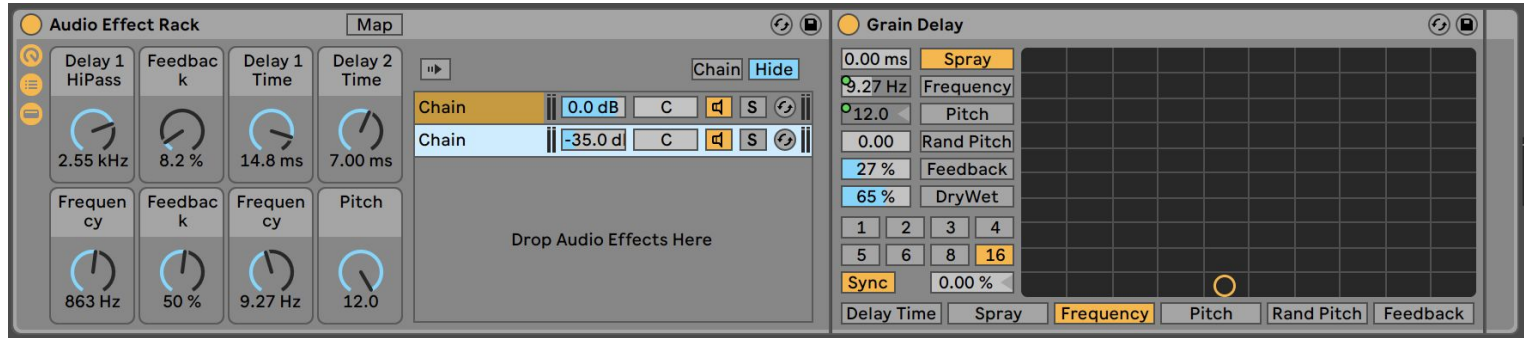 Audio Effect Rack Map
Delay 1 HiPass
2.55 kHz
Feedbac
k
8.2 %
Delay 1
Time
14.8 ms
Delay 2
Time
7.00 ms
Frequen
cy
863 Hz
Feedbac
k
50 %
Frequen
cy
9.27 Hz
Pitch
12.0
Chain Hide
Chain 0.0 dB C S
Chain -35.0 d C S
Drop Audio Effects Here
Grain Delay
0.00 ms Spray
9.27 Hz Frequency
12.0 Pitch
0.00 Rand Pitch
27 % Feedback
65 % DryWet
1 2 3 4
5 6 8 16
Sync 0.00 %
Delay Time Spray Frequency Pitch Rand Pitch Feedback